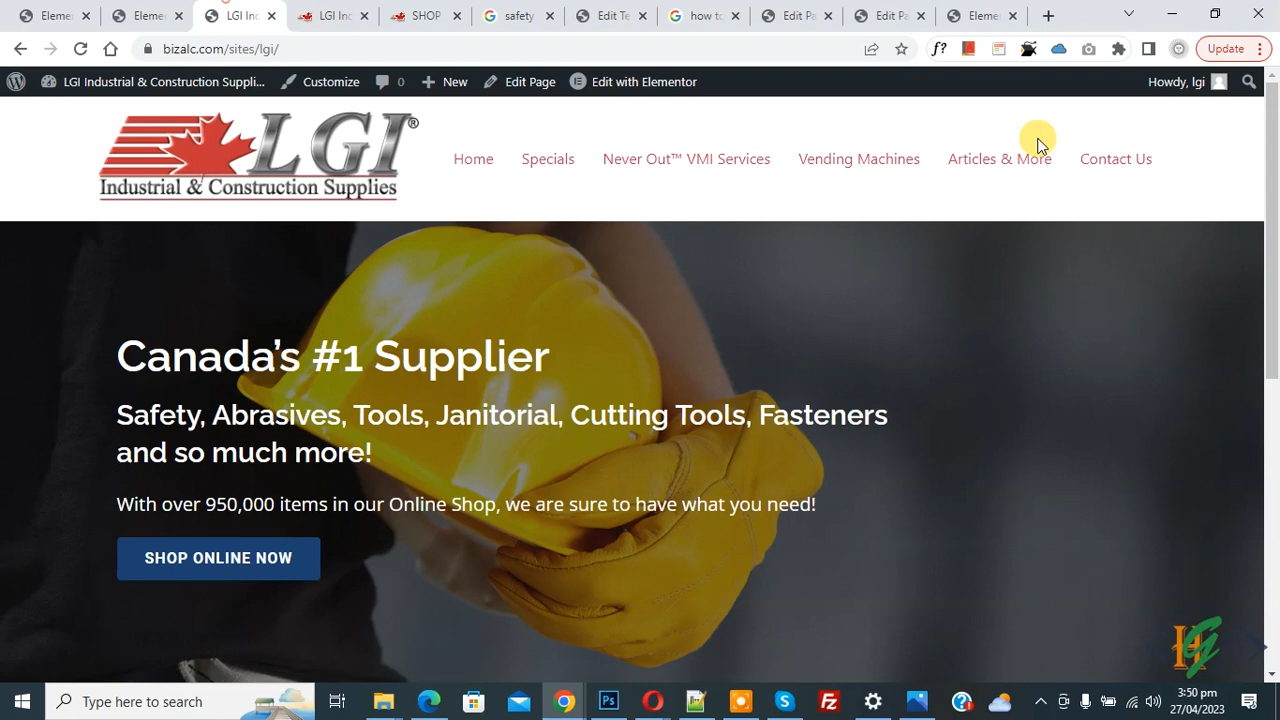 Eleme
Eleme
LGI Inc
LGI Inc
SHOP
safety
Edit Te
how to
Edit Pa
Edit Pa
Eleme
bizalc.com/sites/lgi/
f?
Update
LGI Industrial & Construction Suppli...
Customize
0
New
Edit Page
Edit with Elementor
Howdy, lgi
LGI®
Industrial & Construction Supplies
Home
Specials
Never Out™ VMI Services
Vending Machines
Articles & More
Contact Us
Canada's #1 Supplier
Safety, Abrasives, Tools, Janitorial, Cutting Tools, Fasteners
and so much more!
With over 950,000 items in our Online Shop, we are sure to have what you need!
SHOP ONLINE NOW
HG
Type here to search
Ps
3:50 pm
27/04/2023